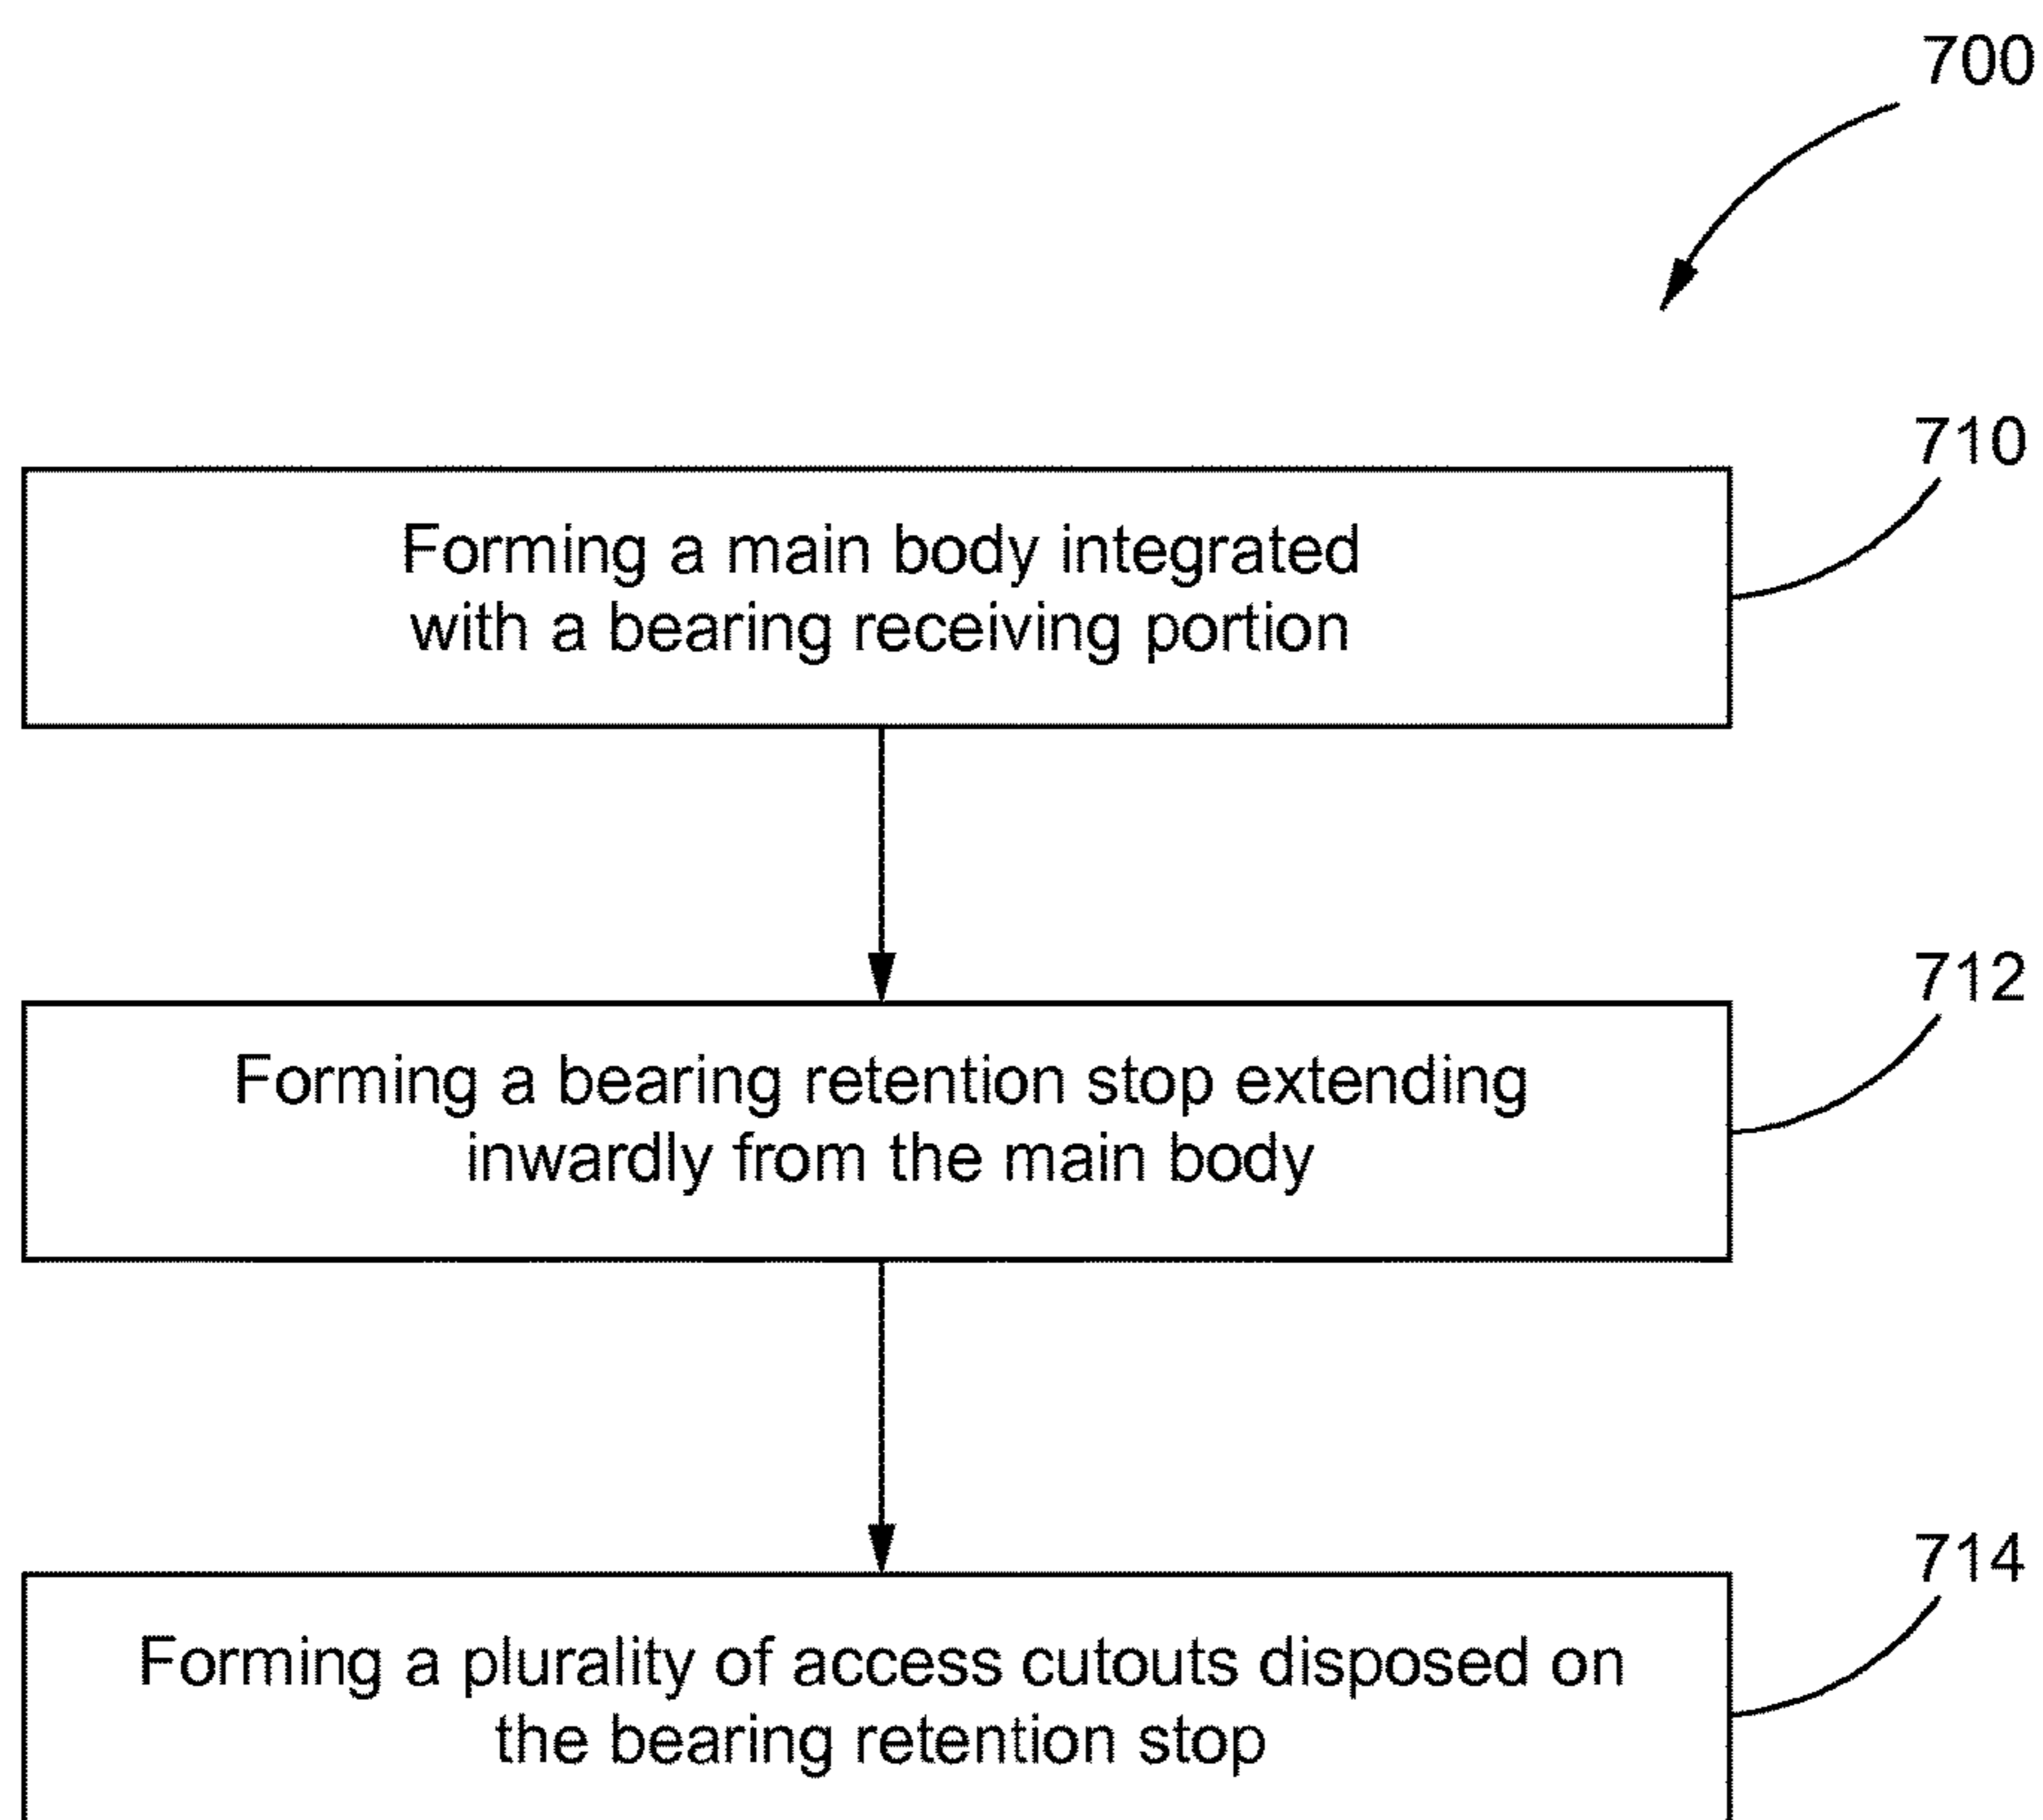 700
710
Forming a main body integrated
with a bearing receiving portion
712
Forming a bearing retention stop extending
inwardly from the main body
714
Forming a plurality of access cutouts disposed on
the bearing retention stop